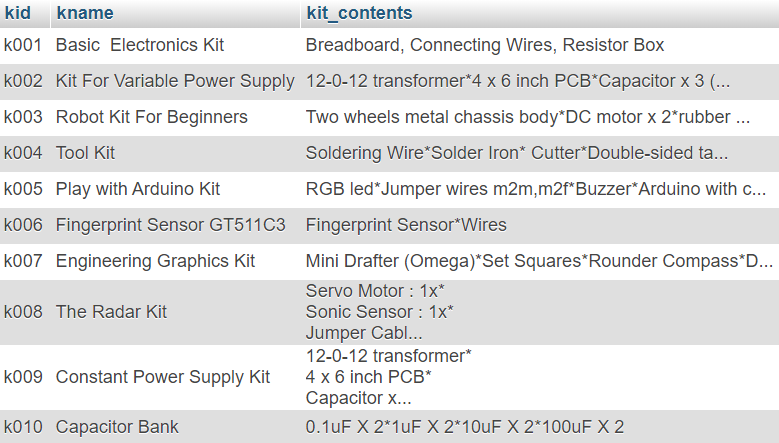 kid kname kit_contents
k001 Basic  Electronics Kit Breadboard, Connecting Wires, Resistor Box
k002 Kit For Variable Power Supply 12-0-12 transformer*4 x 6 inch PCB*Capacitor x 3 (...
k003 Robot Kit For Beginners Two wheels metal chassis body*DC motor x 2*rubber ...
k004 Tool Kit Soldering Wire*Solder Iron* Cutter*Double-sided ta...
k005 Play with Arduino Kit RGB led*Jumper wires m2m,m2f*Buzzer*Arduino with c...
k006 Fingerprint Sensor GT511C3 Fingerprint Sensor*Wires
k007 Engineering Graphics Kit Mini Drafter (Omega)*Set Squares*Rounder Compass*D...
Servo Motor : 1x*
k008 The Radar Kit Sonic Sensor : 1x*
Jumper Cabl...
12-0-12 transformer*
k009 Constant Power Supply Kit 4 x 6 inch PCB*
Capacitor x...
k010 Capacitor Bank 0.1uF X 2*1uF X 2*10uF X 2*100uF X 2